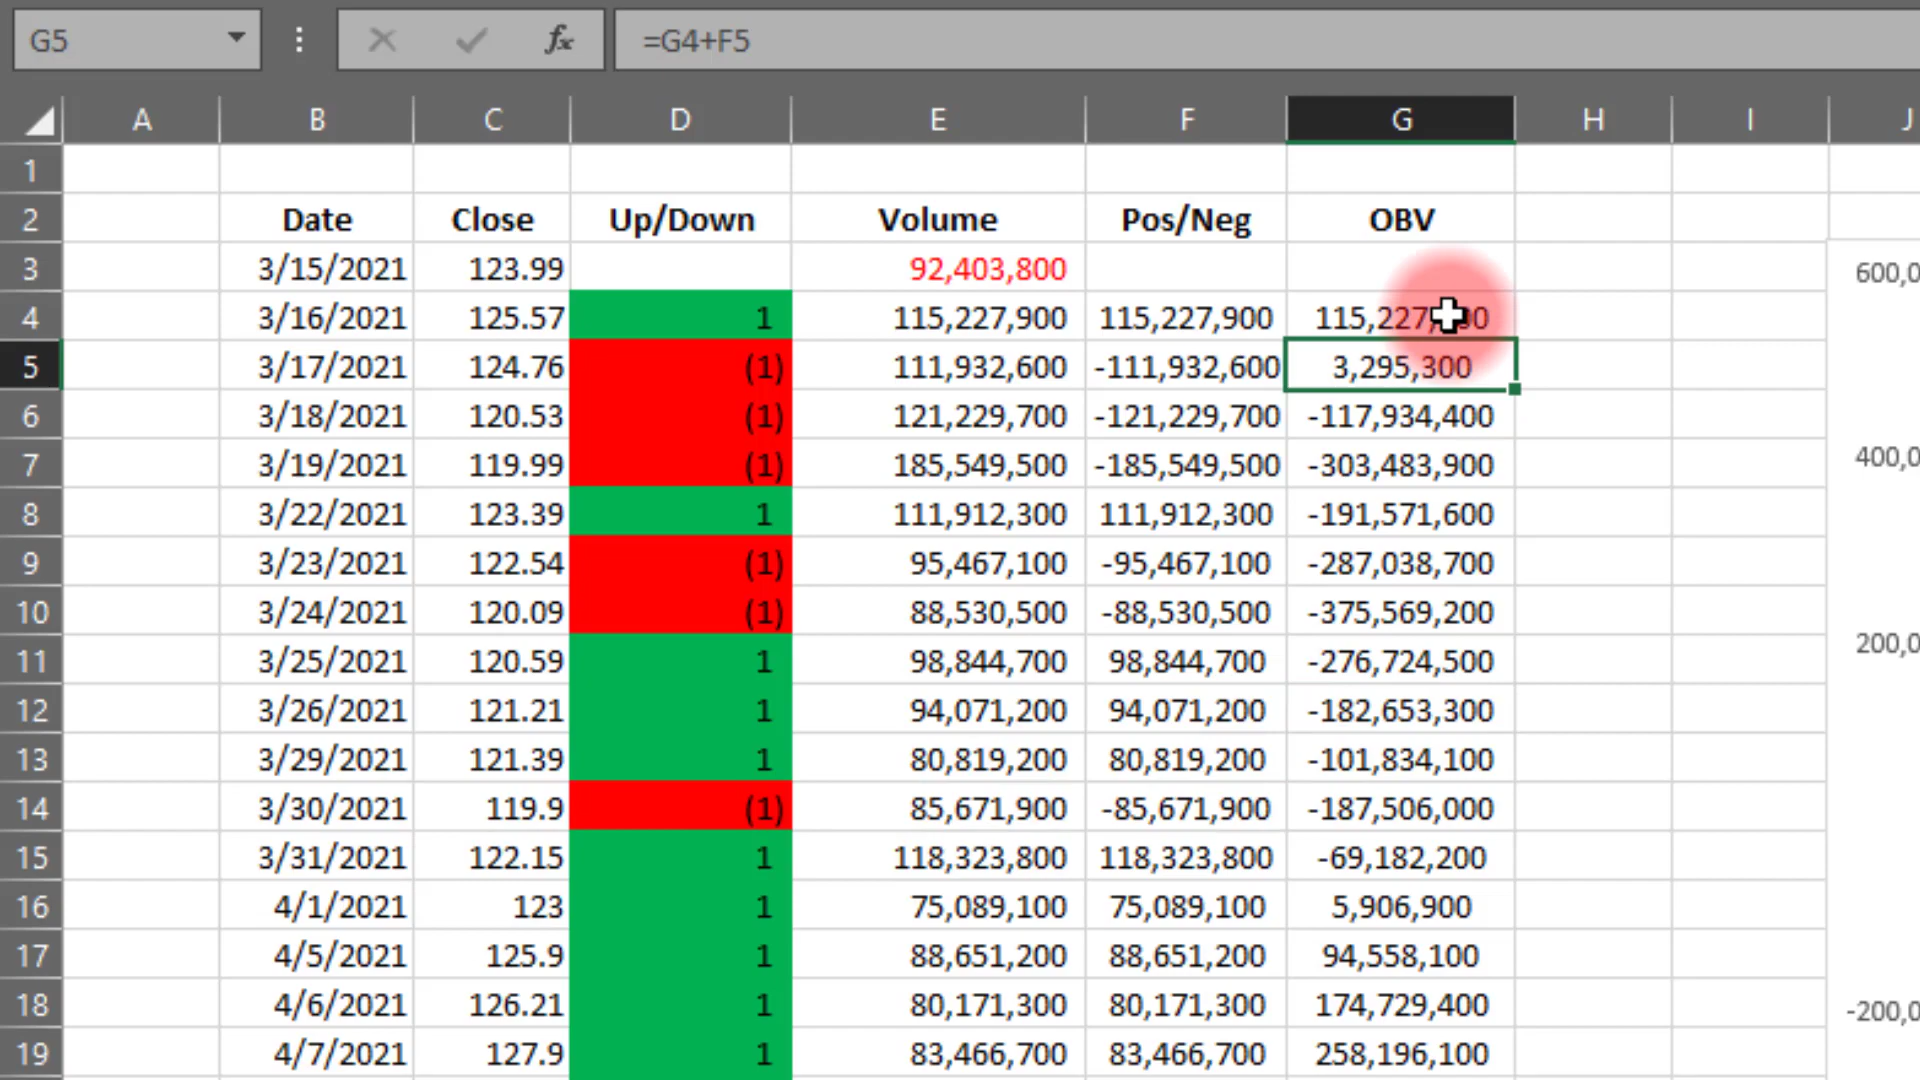 G5 fx =G4+F5
A B C D E F G H I J
1
2 Date Close Up/Down Volume Pos/Neg OBV
3 3/15/2021 123.99 92,403,800
4 3/16/2021 125.57 1 115,227,900 115,227,900
5 3/17/2021 124.76 (1) 111,932,600 -111,932,600 3,295,300
6 3/18/2021 120.53 (1) 121,229,700 -121,229,700 -117,934,400
7 3/19/2021 119.99 (1) 185,549,500 -185,549,500 -303,483,900
8 3/22/2021 123.39 1 111,912,300 111,912,300 -191,571,600
9 3/23/2021 122.54 (1) 95,467,100 -95,467,100 -287,038,700
10 3/24/2021 120.09 (1) 88,530,500 -88,530,500 -375,569,200
11 3/25/2021 120.59 1 98,844,700 98,844,700 -276,724,500
12 3/26/2021 121.21 1 94,071,200 94,071,200 -182,653,300
13 3/29/2021 121.39 1 80,819,200 80,819,200 -101,834,100
14 3/30/2021 119.9 (1) 85,671,900 -85,671,900 -187,506,000
15 3/31/2021 122.15 1 118,323,800 118,323,800 -69,182,200
16 4/1/2021 123 1 75,089,100 75,089,100 5,906,900
17 4/5/2021 125.9 1 88,651,200 88,651,200 94,558,100
18 4/6/2021 126.21 1 80,171,300 80,171,300 174,729,400
19 4/7/2021 127.9 1 83,466,700 83,466,700 258,196,100